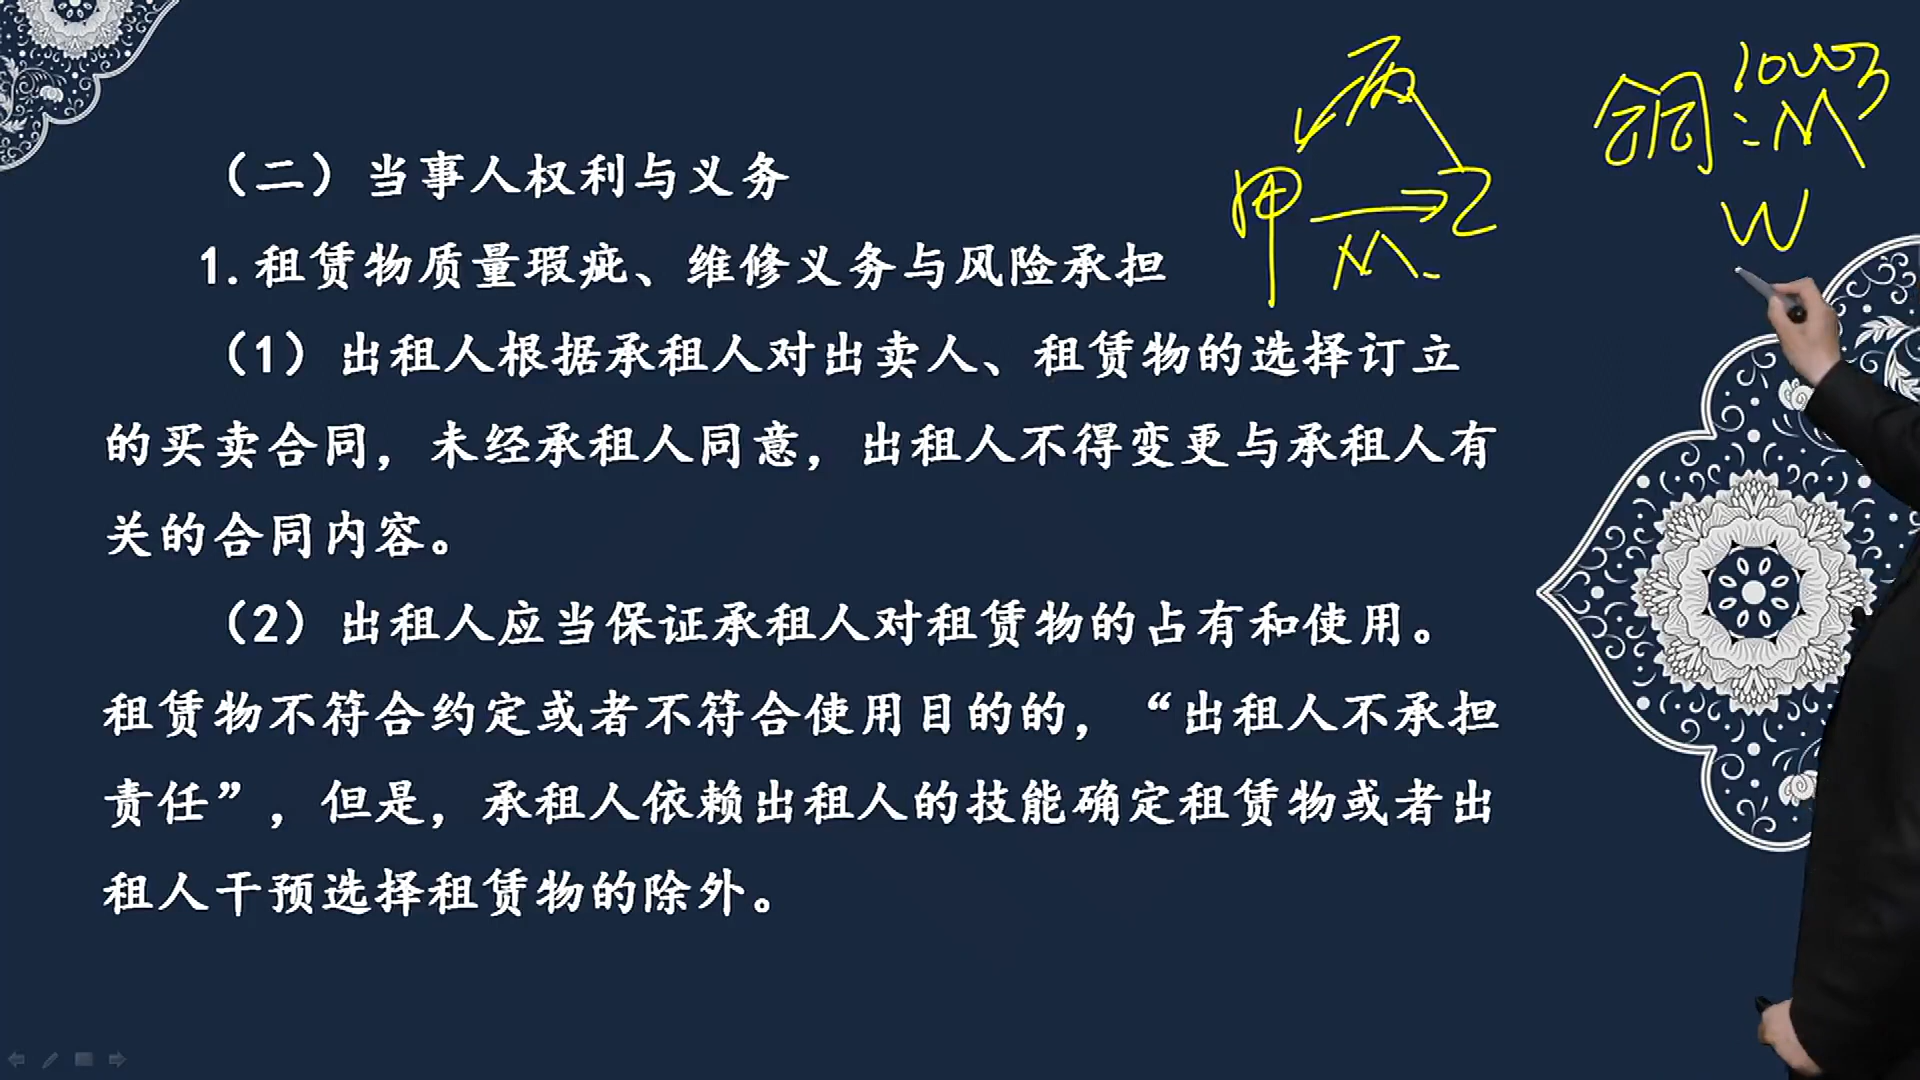 （二）当事人权利与义务
1.租赁物质量瑕疵、维修义务与风险承担
（1）出租人根据承租人对出卖人、租赁物的选择订立
的买卖合同，未经承租人同意，出租人不得变更与承租人有
关的合同内容。
（2）出租人应当保证承租人对租赁物的占有和使用。
租赁物不符合约定或者不符合使用目的的，“出租人不承担
责任”，但是，承租人依赖出租人的技能确定租赁物或者出
租人干预选择租赁物的除外。
丙
甲
乙
M
M
W